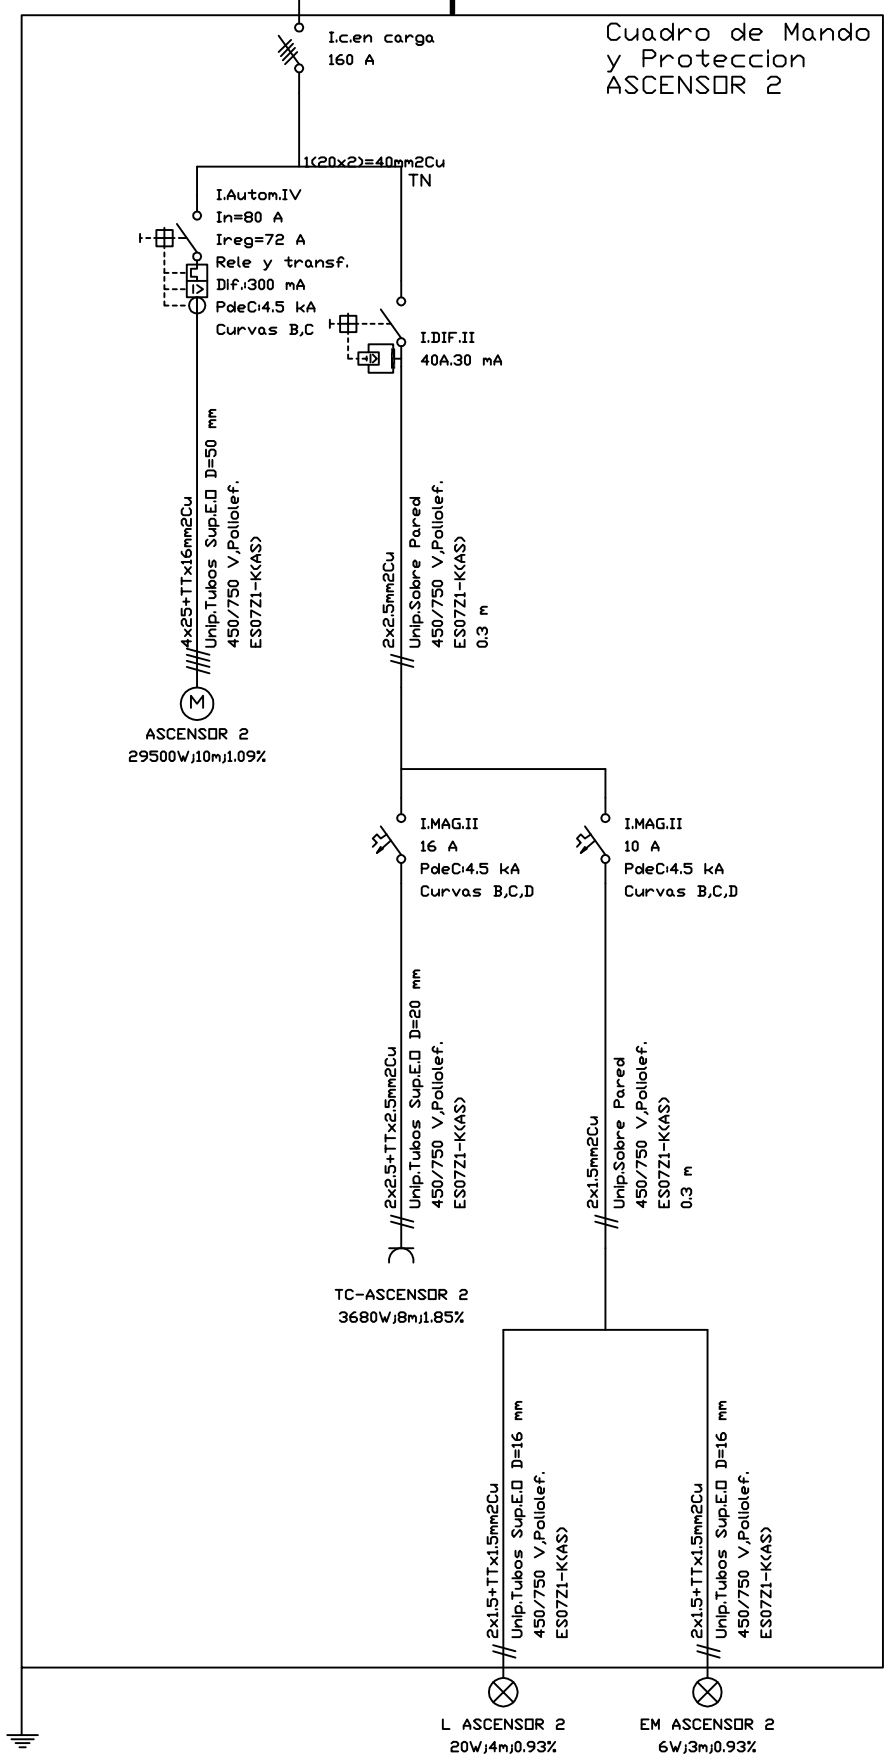 Cuadro de Mando
y Proteccion
ASCENSOR 2
I.c.en carga
160 A
1(20x2)=40mm2Cu
TN
I.Autom.IV
In=80 A
Ireg=72 A
Rele y transf.
Dif.:300 mA
PdeC:4.5 kA
Curvas B,C
I.DIF.II
40A.30 mA
4x25+TTx16mm2Cu
Unip.Tubos Sup.E.O D=50 mm
450/750 V,Poliolef.
ES07Z1-K(AS)
2x2.5mm2Cu
Unip.Sobre Pared
450/750 V,Poliolef.
ES07Z1-K(AS)
0.3 m
M
ASCENSOR 2
29500W;10m;1.09%
I.MAG.II
16 A
PdeC:4.5 kA
Curvas B,C,D
I.MAG.II
10 A
PdeC:4.5 kA
Curvas B,C,D
2x2.5+TTx2.5mm2Cu
Unip.Tubos Sup.E.O D=20 mm
450/750 V,Poliolef.
ES07Z1-K(AS)
2x1.5mm2Cu
Unip.Sobre Pared
450/750 V,Poliolef.
ES07Z1-K(AS)
0.3 m
TC-ASCENSOR 2
3680W;8m;1.85%
2x1.5+TTx1.5mm2Cu
Unip.Tubos Sup.E.O D=16 mm
450/750 V,Poliolef.
ES07Z1-K(AS)
2x1.5+TTx1.5mm2Cu
Unip.Tubos Sup.E.O D=16 mm
450/750 V,Poliolef.
ES07Z1-K(AS)
L ASCENSOR 2
20W;4m;0.93%
EM ASCENSOR 2
6W;3m;0.93%